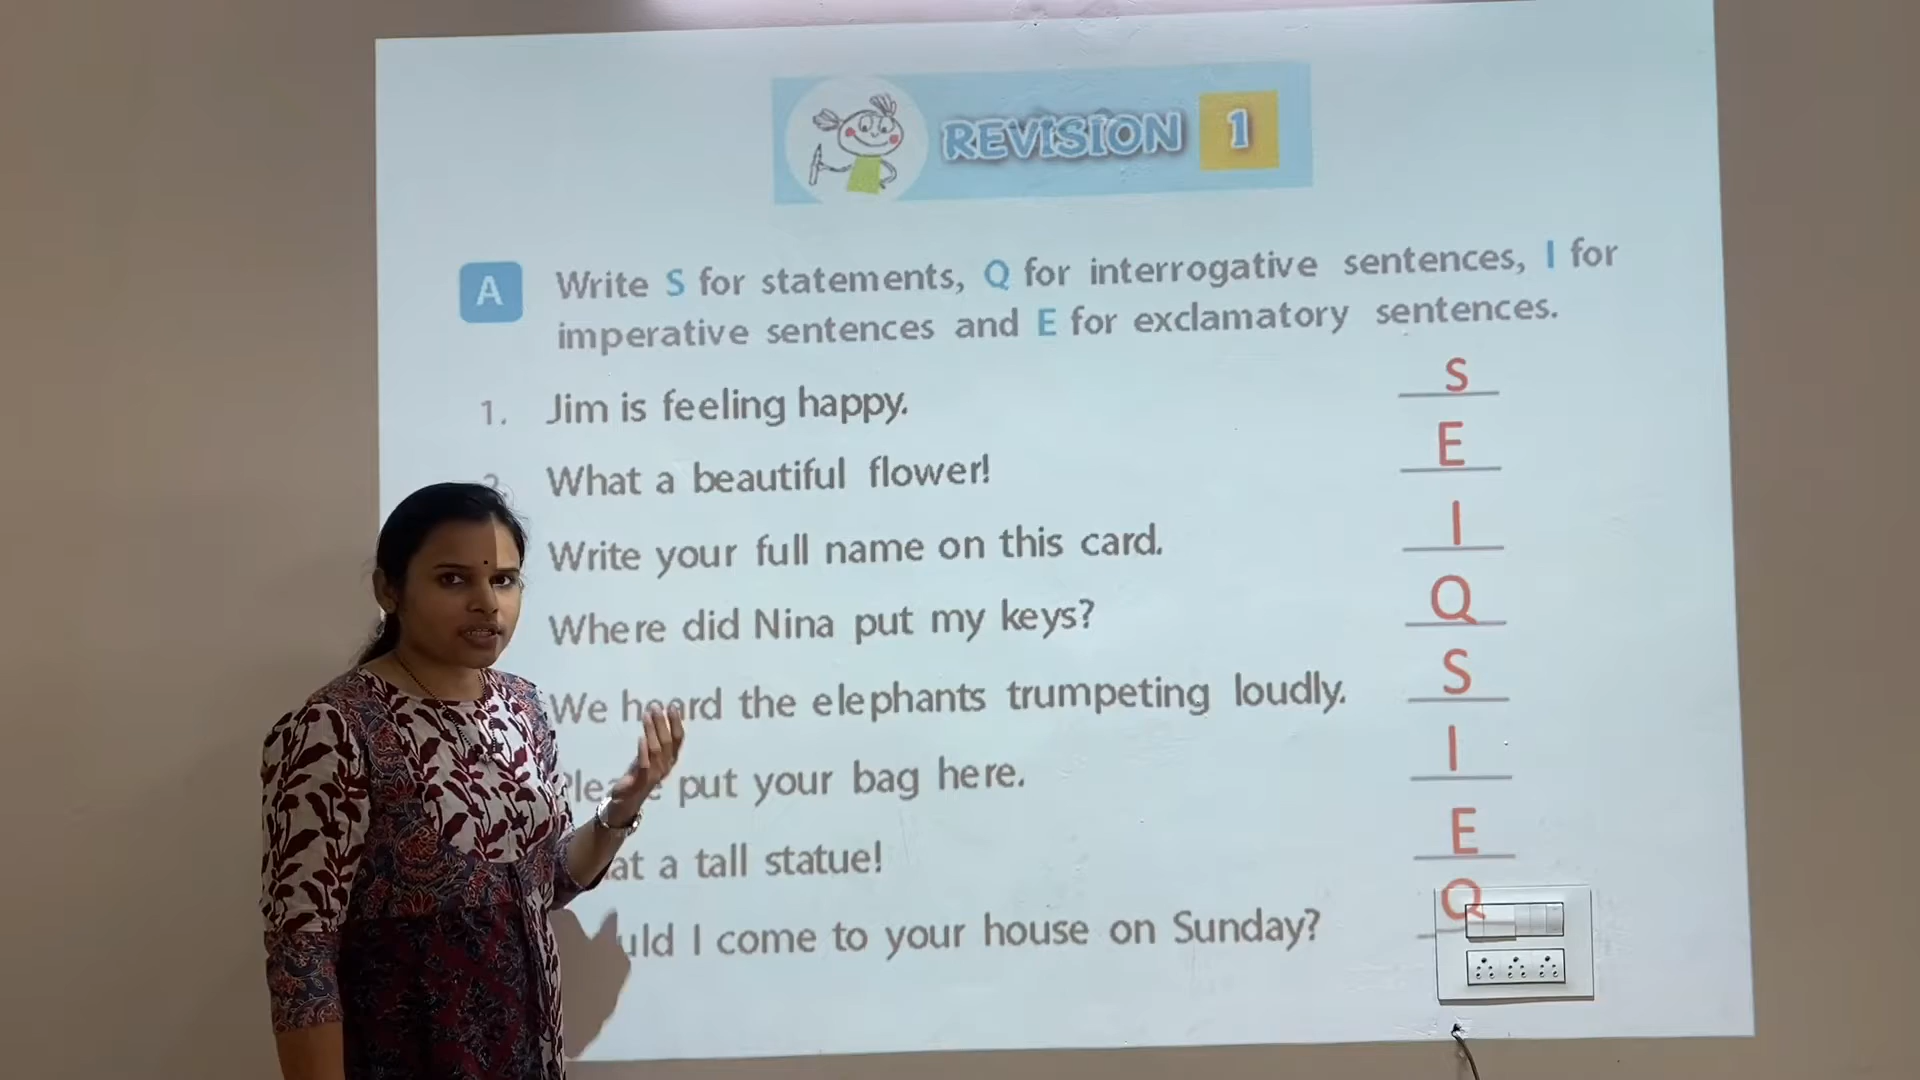 REVISION 1
A Write S for statements, Q for interrogative sentences, I for
imperative sentences and E for exclamatory sentences.
1. Jim is feeling happy. S
What a beautiful flower! E
Write your full name on this card. I
Where did Nina put my keys? Q
We heard the elephants trumpeting loudly. S
put your bag here. I
a tall statue! E
I come to your house on Sunday? Q